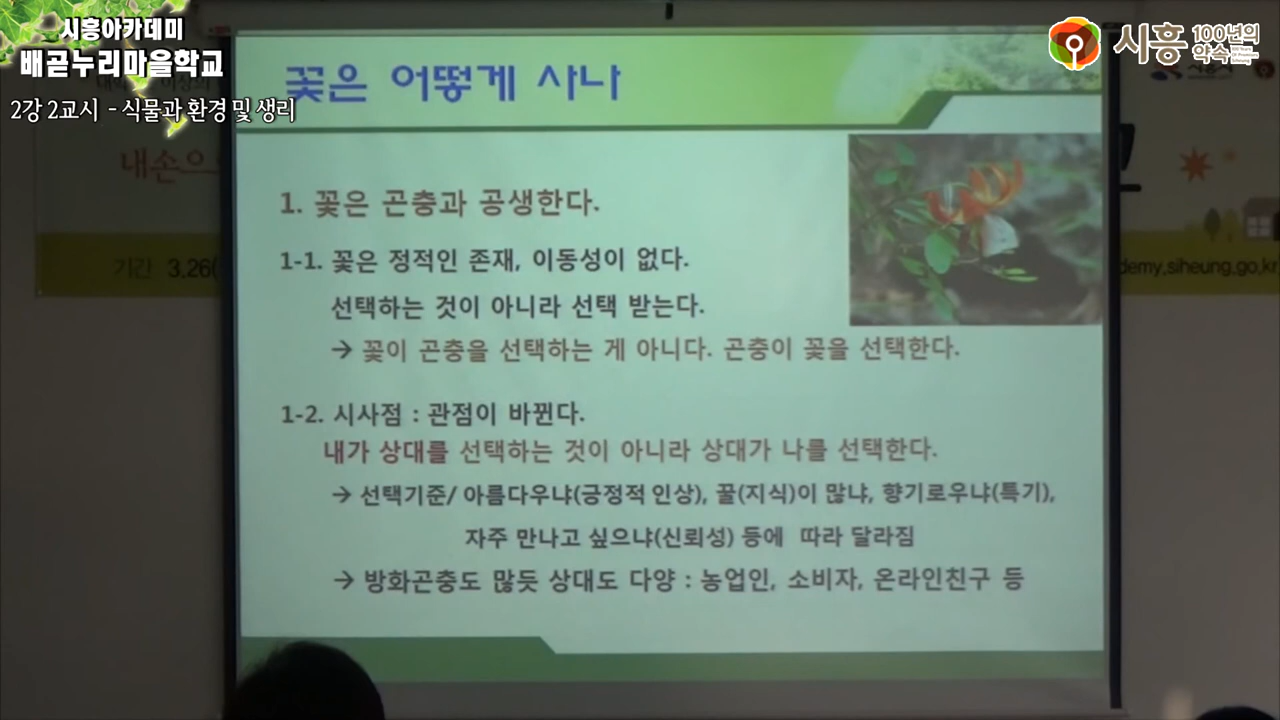 시흥아카데미
배곧누리마을학교
2강 2교시 - 식물과 환경 및 생리
시흥 100년의 약속
내손으
기간 3.26(
demy.siheung.go.kr
꽃은 어떻게 사나
1. 꽃은 곤충과 공생한다.
1-1. 꽃은 정적인 존재, 이동성이 없다.
선택하는 것이 아니라 선택 받는다.
→ 꽃이 곤충을 선택하는 게 아니다. 곤충이 꽃을 선택한다.
1-2. 시사점 : 관점이 바뀐다.
내가 상대를 선택하는 것이 아니라 상대가 나를 선택한다.
→ 선택기준/ 아름다우냐(긍정적 인상), 꿀(지식)이 많냐, 향기로우냐(특기),
자주 만나고 싶으냐(신뢰성) 등에 따라 달라짐
→ 방화곤충도 많듯 상대도 다양 : 농업인, 소비자, 온라인친구 등